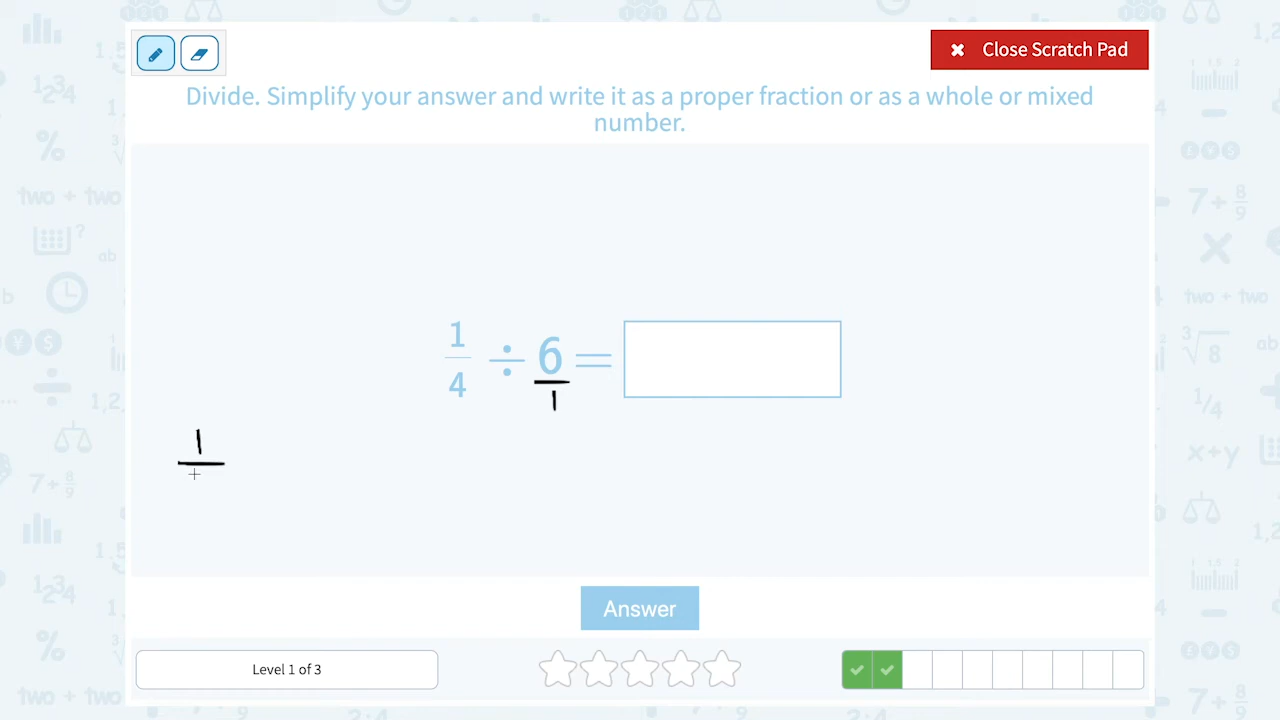 ✖ Close Scratch Pad
Divide. Simplify your answer and write it as a proper fraction or as a whole or mixed
number.
1/4 ÷ 6/1 =
1
Answer
Level 1 of 3